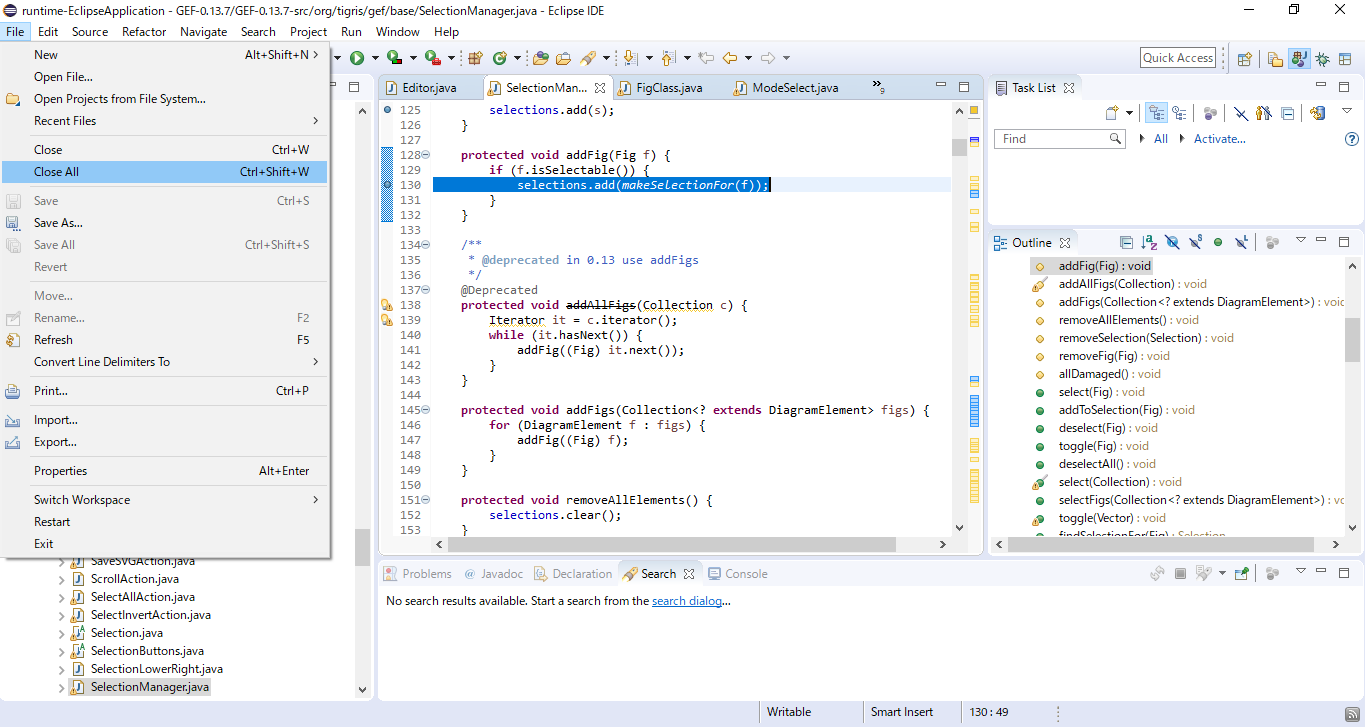 runtime-EclipseApplication - GEF-0.13.7/GEF-0.13.7-src/org/tigris/gef/base/SelectionManager.java - Eclipse IDE
File Edit Source Refactor Navigate Search Project Run Window Help
New Alt+Shift+N >
Open File...
Open Projects from File System...
Recent Files >
Close Ctrl+W
Close All Ctrl+Shift+W
Save Ctrl+S
Save As...
Save All Ctrl+Shift+S
Revert
Move...
Rename... F2
Refresh F5
Convert Line Delimiters To >
Print... Ctrl+P
Import...
Export...
Properties Alt+Enter
Switch Workspace >
Restart
Exit
SaveSVGAction.java
ScrollAction.java
SelectAllAction.java
SelectInvertAction.java
Selection.java
SelectionButtons.java
SelectionLowerRight.java
SelectionManager.java
Quick Access
Editor.java SelectionMan... FigClass.java ModeSelect.java »9
125 selections.add(s);
126 }
127
128 protected void addFig(Fig f) {
129 if (f.isSelectable()) {
130 selections.add(makeSelectionFor(f));
131 }
132 }
133
134 /**
135 * @deprecated in 0.13 use addFigs
136 */
137 @Deprecated
138 protected void addAllFigs(Collection c) {
139 Iterator it = c.iterator();
140 while (it.hasNext()) {
141 addFig((Fig) it.next());
142 }
143 }
144
145 protected void addFigs(Collection<? extends DiagramElement> figs) {
146 for (DiagramElement f : figs) {
147 addFig((Fig) f);
148 }
149 }
150
151 protected void removeAllElements() {
152 selections.clear();
153 }
Task List
Find All Activate...
Outline
addFig(Fig) : void
addAllFigs(Collection) : void
addFigs(Collection<? extends DiagramElement>) : voic
removeAllElements() : void
removeSelection(Selection) : void
removeFig(Fig) : void
allDamaged() : void
select(Fig) : void
addToSelection(Fig) : void
deselect(Fig) : void
toggle(Fig) : void
deselectAll() : void
select(Collection) : void
selectFigs(Collection<? extends DiagramElement>) : vc
toggle(Vector) : void
findSelectionFor(Fig) : Selection
Problems @ Javadoc Declaration Search Console
No search results available. Start a search from the search dialog...
Writable Smart Insert 130 : 49